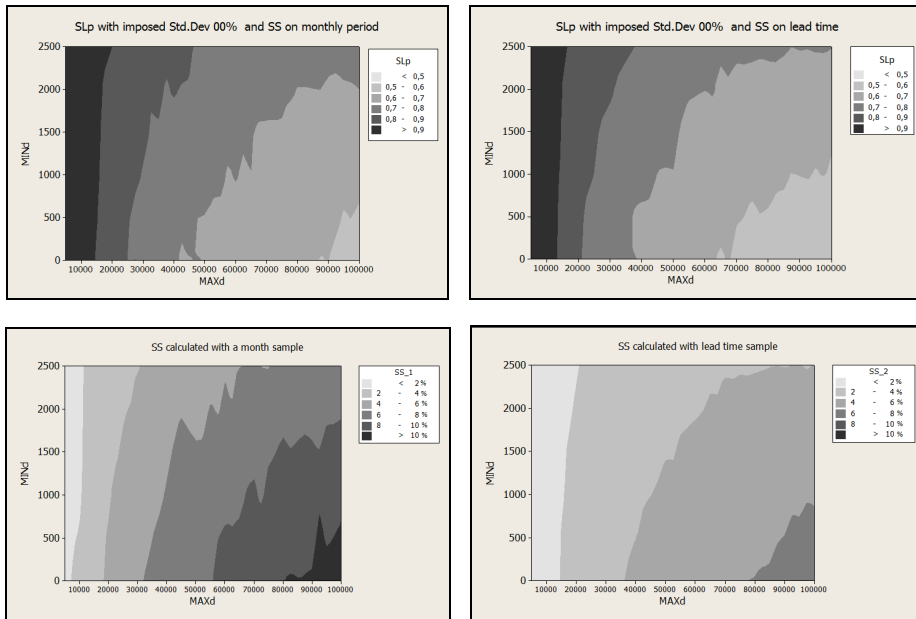 SLp with imposed Std.Dev 00% and SS on monthly period
2500
2000
1500
1000
500
0
MINd
10000 20000 30000 40000 50000 60000 70000 80000 90000 100000
MAXd
SLp
< 0,5
0,5 - 0,6
0,6 - 0,7
0,7 - 0,8
0,8 - 0,9
> 0,9
SLp with imposed Std.Dev 00% and SS on lead time
2500
2000
1500
1000
500
0
MINd
10000 20000 30000 40000 50000 60000 70000 80000 90000 100000
MAXd
SLp
< 0,5
0,5 - 0,6
0,6 - 0,7
0,7 - 0,8
0,8 - 0,9
> 0,9
SS calculated with a month sample
2500
2000
1500
1000
500
0
MINd
10000 20000 30000 40000 50000 60000 70000 80000 90000 100000
MAXd
SS_1
< 2%
2 - 4%
4 - 6%
6 - 8%
8 - 10%
> 10%
SS calculated with lead time sample
2500
2000
1500
1000
500
0
MINd
10000 20000 30000 40000 50000 60000 70000 80000 90000 100000
MAXd
SS_2
< 2%
2 - 4%
4 - 6%
6 - 8%
8 - 10%
> 10%